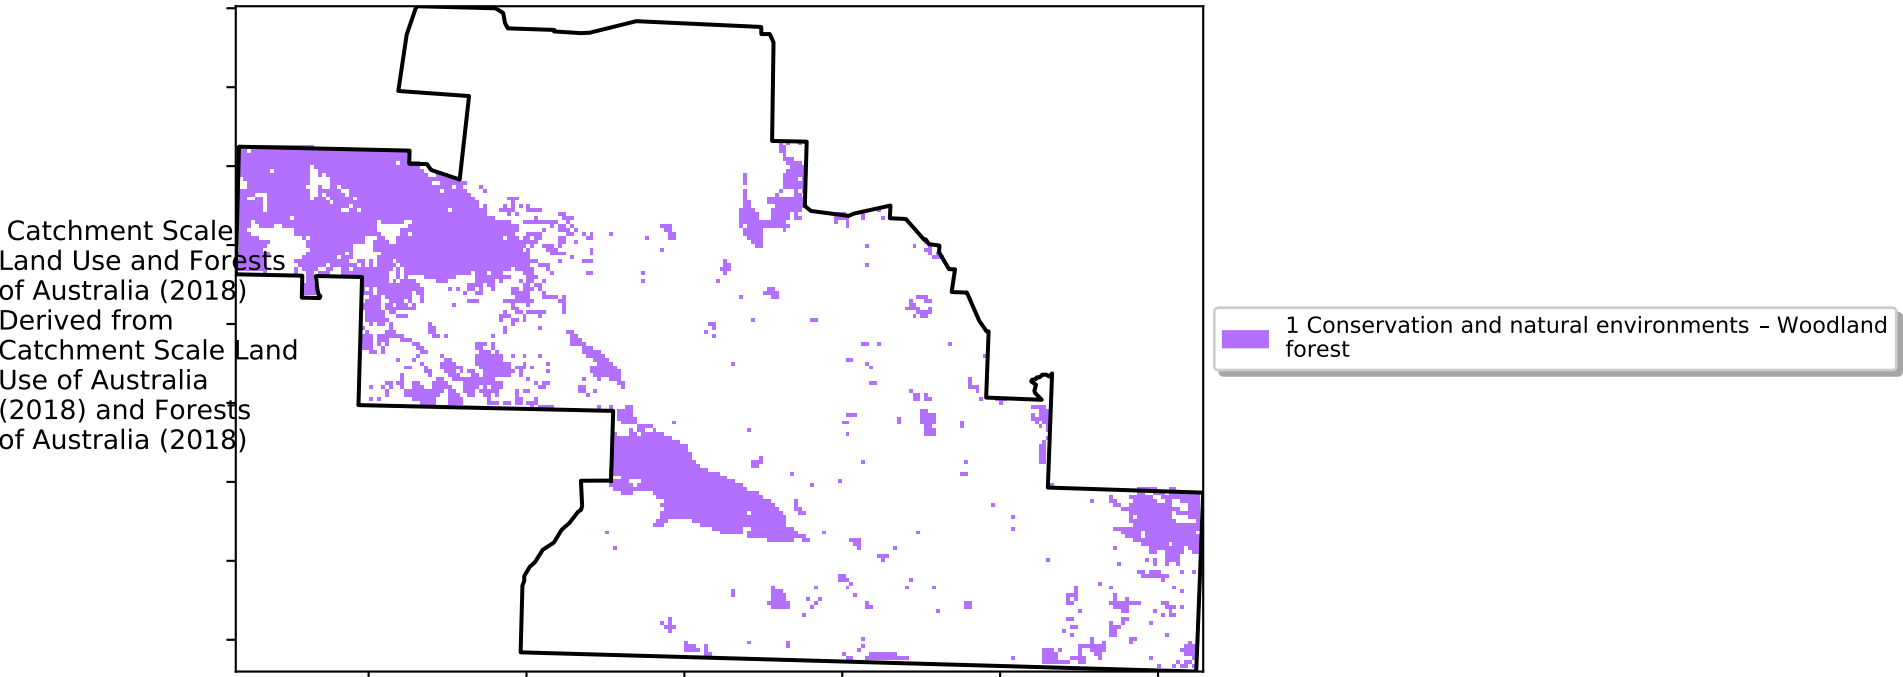 Catchment Scale
Land Use and Forests
of Australia (2018)
Derived from
Catchment Scale Land
Use of Australia
(2018) and Forests
of Australia (2018)
1 Conservation and natural environments – Woodland
forest